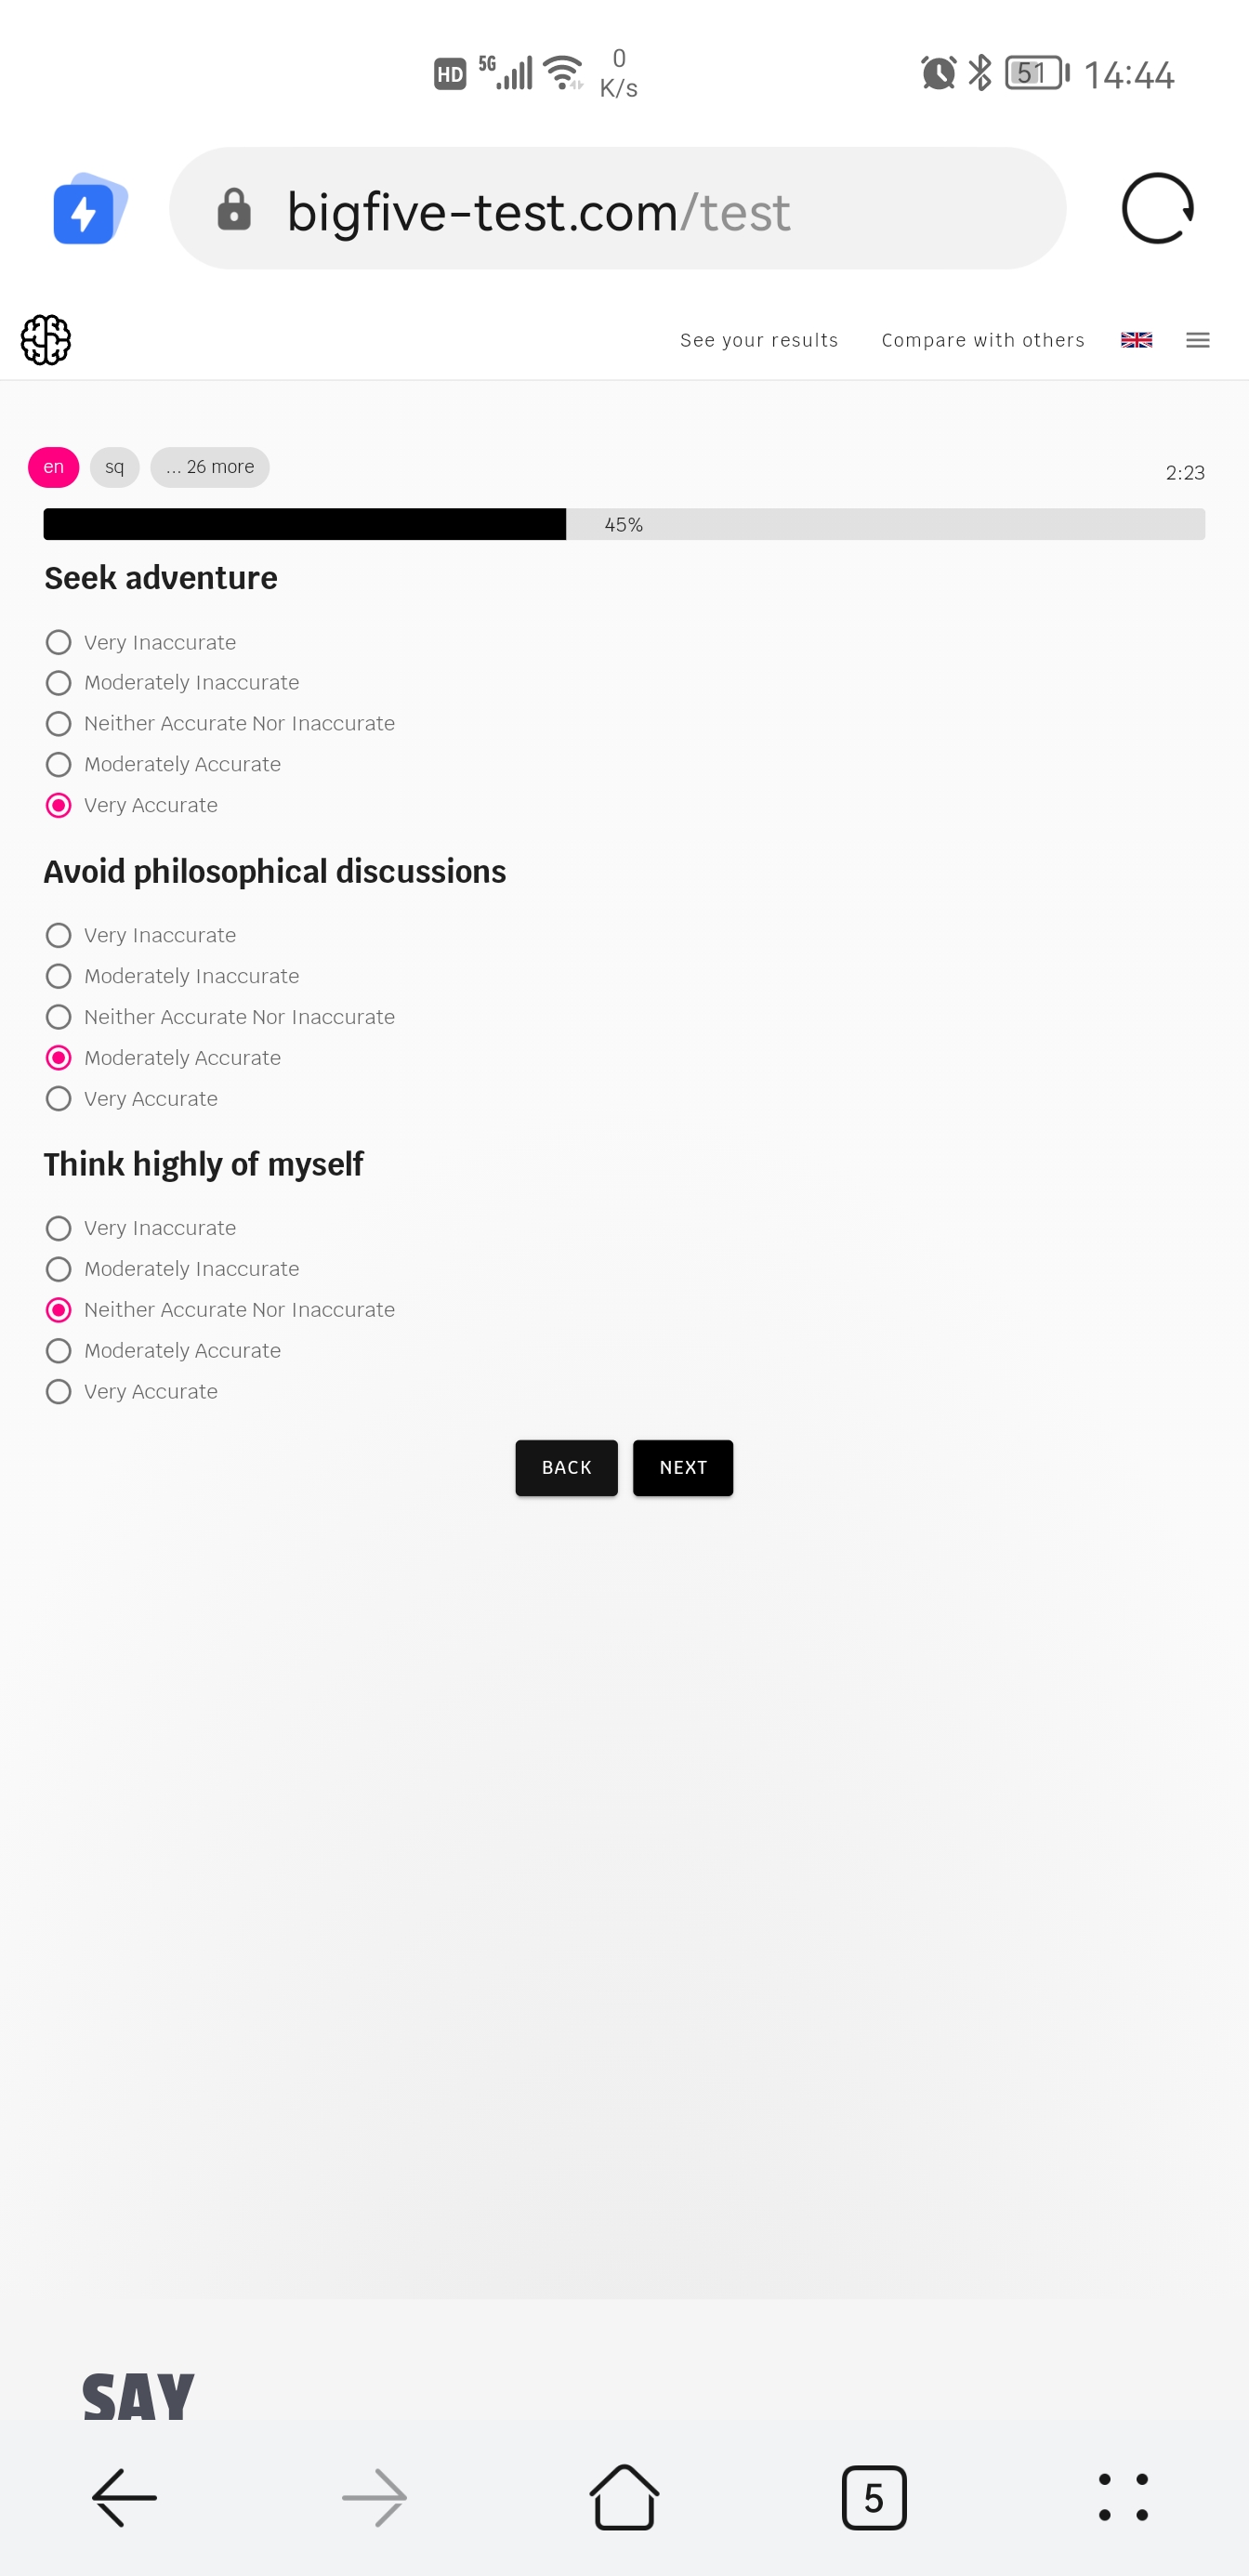 HD 5G 0 K/s 51 14:44
bigfive-test.com/test
See your results Compare with others
en sq ... 26 more 2:23
45%
Seek adventure
Very Inaccurate
Moderately Inaccurate
Neither Accurate Nor Inaccurate
Moderately Accurate
Very Accurate
Avoid philosophical discussions
Very Inaccurate
Moderately Inaccurate
Neither Accurate Nor Inaccurate
Moderately Accurate
Very Accurate
Think highly of myself
Very Inaccurate
Moderately Inaccurate
Neither Accurate Nor Inaccurate
Moderately Accurate
Very Accurate
BACK NEXT
SAY
5